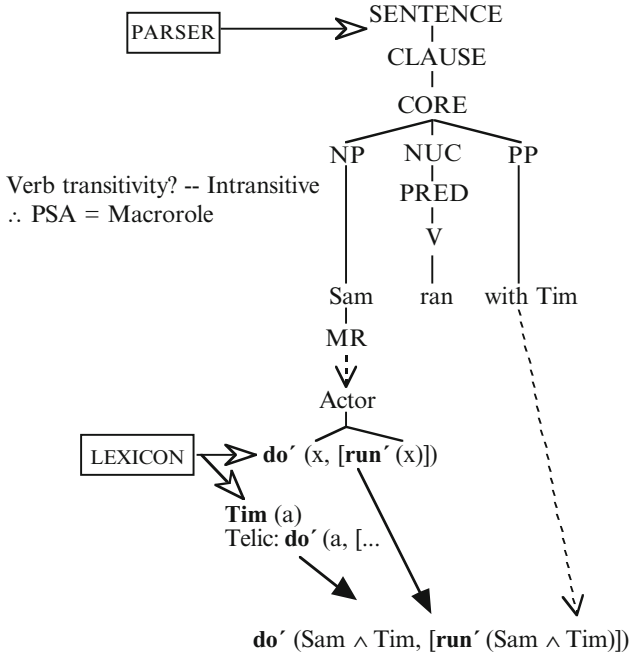 SENTENCE
PARSER
CLAUSE
CORE
NP NUC PP
Verb transitivity? -- Intransitive
∴ PSA = Macrorole
PRED
V
Sam ran with Tim
MR
Actor
LEXICON
do´ (x, [run´ (x)])
Tim (a)
Telic: do´ (a, [...
do´ (Sam ∧ Tim, [run´ (Sam ∧ Tim)])